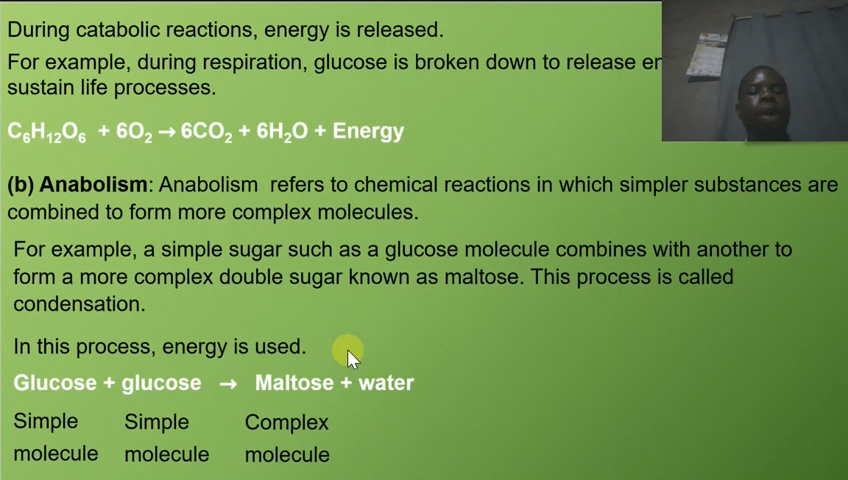 During catabolic reactions, energy is released.
For example, during respiration, glucose is broken down to release er
sustain life processes.
C₆H₁₂O₆ + 6O₂ → 6CO₂ + 6H₂O + Energy
(b) Anabolism: Anabolism refers to chemical reactions in which simpler substances are
combined to form more complex molecules.
For example, a simple sugar such as a glucose molecule combines with another to
form a more complex double sugar known as maltose. This process is called
condensation.
In this process, energy is used.
Glucose + glucose → Maltose + water
Simple Simple Complex
molecule molecule molecule